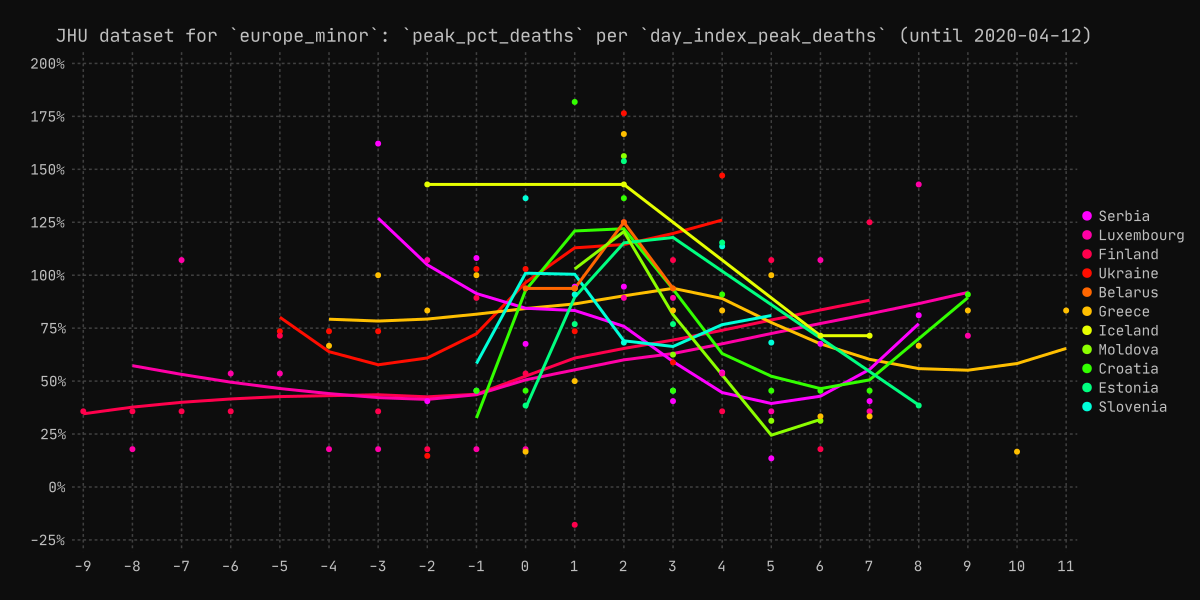 JHU dataset for `europe_minor`: `peak_pct_deaths` per `day_index_peak_deaths` (until 2020-04-12)
200%
175%
150%
125%
100%
75%
50%
25%
0%
-25%
-9 -8 -7 -6 -5 -4 -3 -2 -1 0 1 2 3 4 5 6 7 8 9 10 11
Serbia
Luxembourg
Finland
Ukraine
Belarus
Greece
Iceland
Moldova
Croatia
Estonia
Slovenia